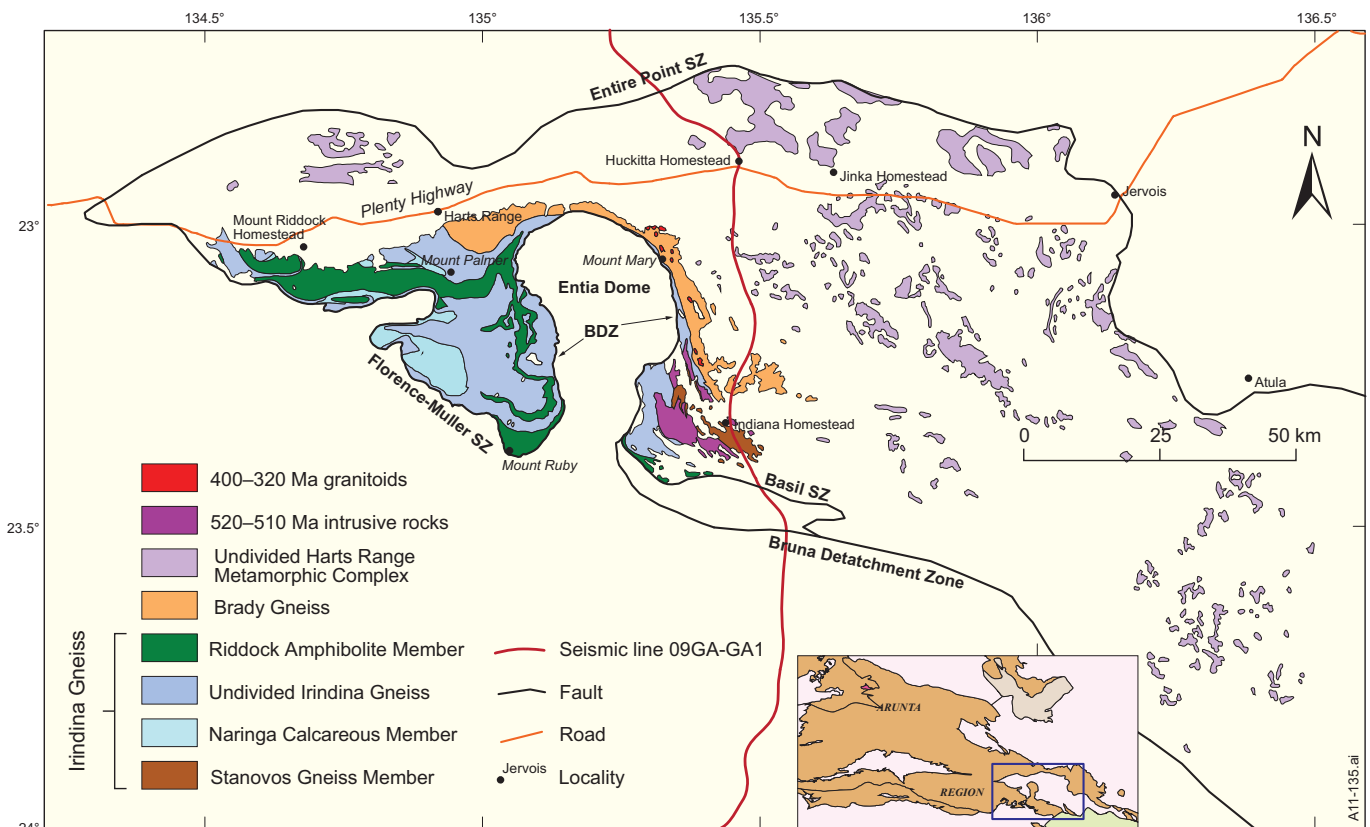 134.5° 135° 135.5° 136° 136.5°
Entire Point SZ
N
Huckitta Homestead
Jinka Homestead
Plenty Highway
Jervois
Harts Range
23°
Mount Riddock
Homestead
Mount Palmer
Mount Mary
Entia Dome
BDZ
Florence-Muller SZ
Atula
Indiana Homestead
0 25 50 km
Mount Ruby
Basil SZ
23.5°
Bruna Detatchment Zone
400–320 Ma granitoids
520–510 Ma intrusive rocks
Undivided Harts Range
Metamorphic Complex
Brady Gneiss
Irindina Gneiss
Riddock Amphibolite Member
Undivided Irindina Gneiss
Naringa Calcareous Member
Stanovos Gneiss Member
Seismic line 09GA-GA1
Fault
Road
Jervois
Locality
ARUNTA
REGION
A11-135.ai
24°